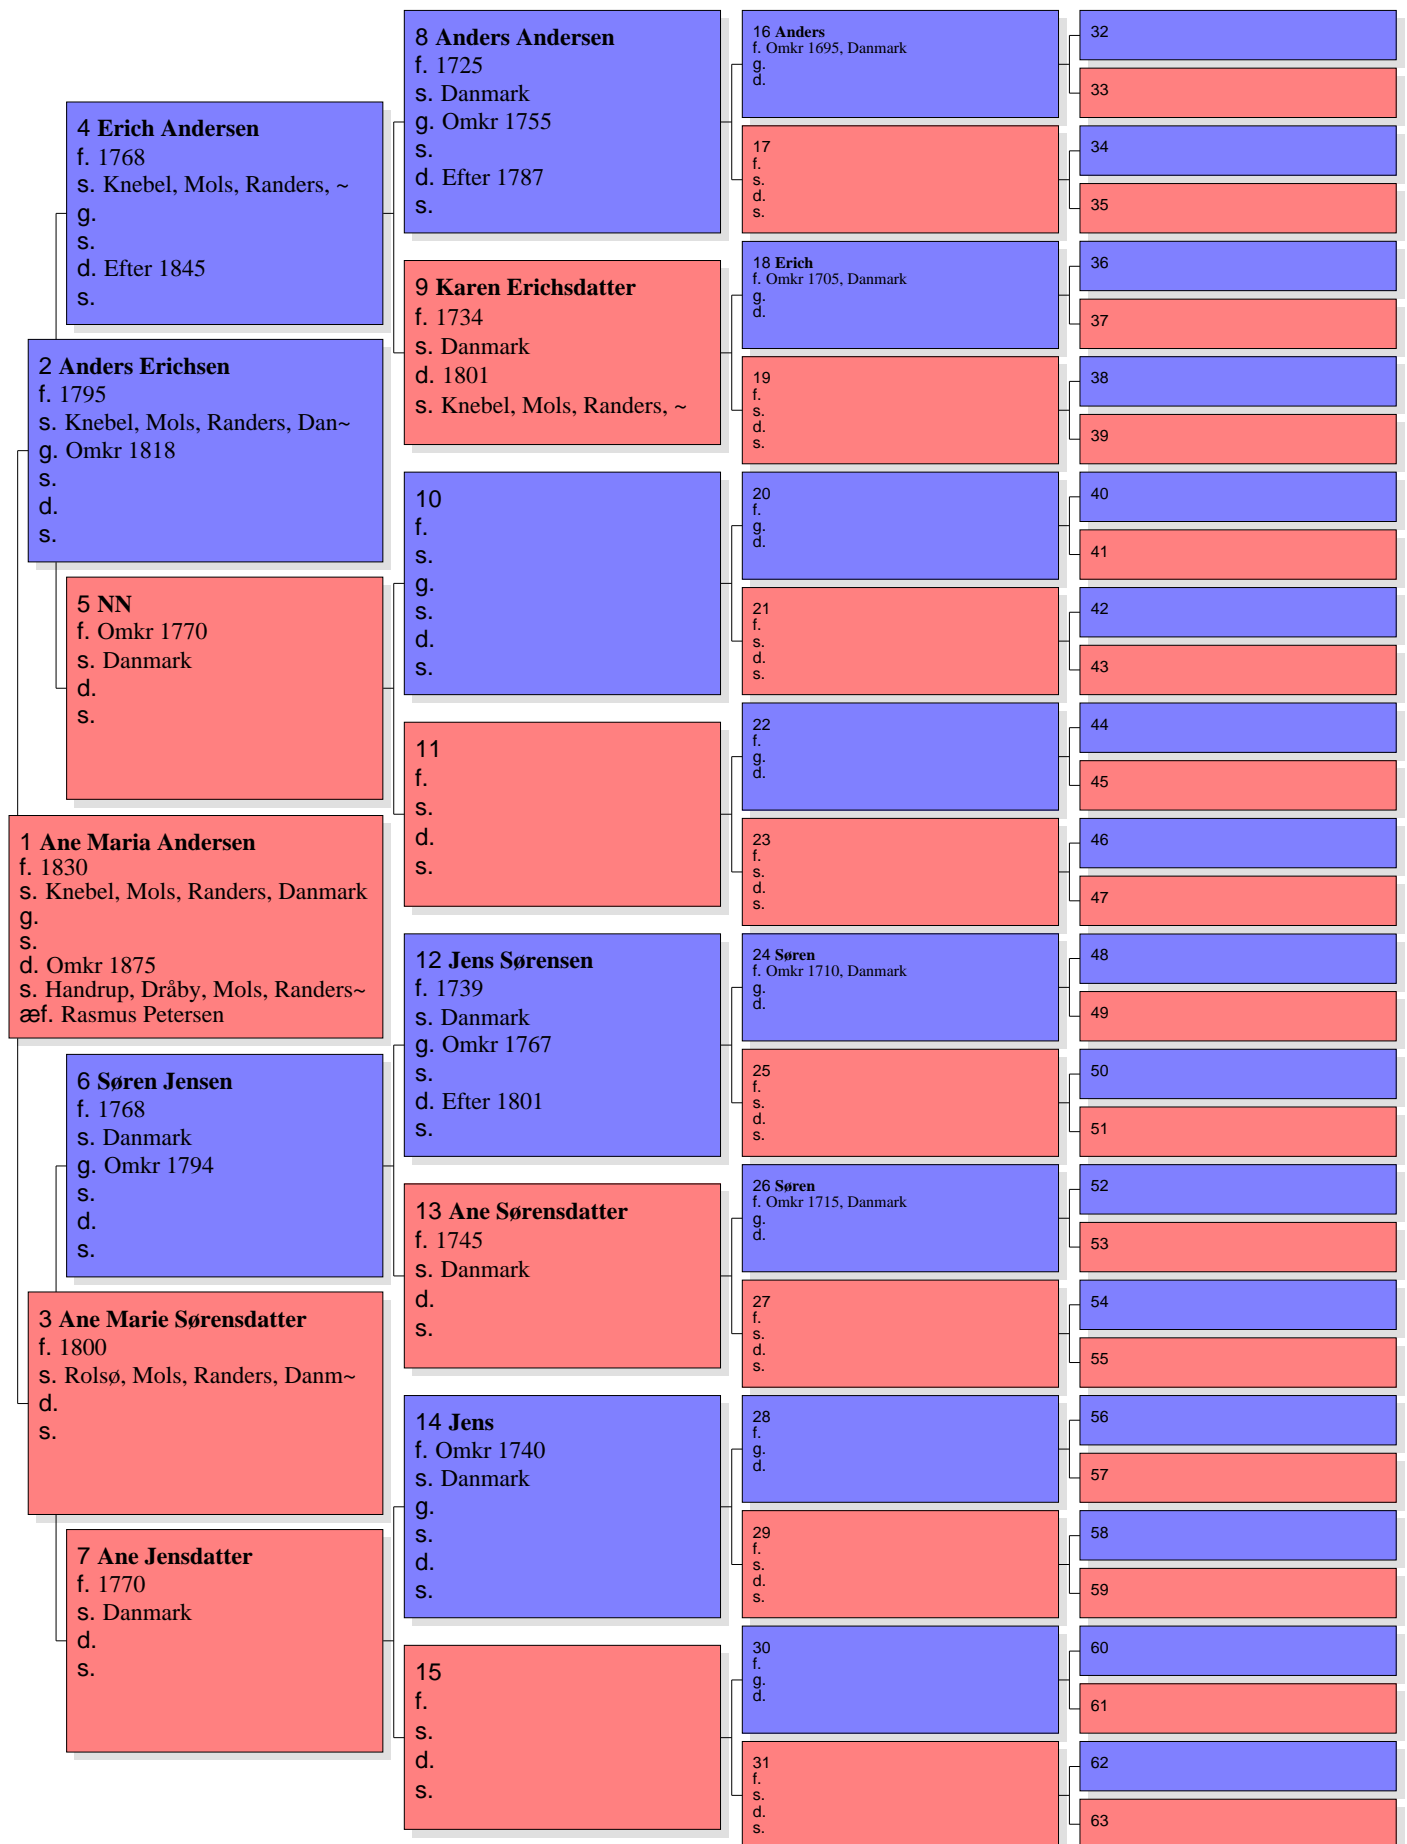 1 Ane Maria Andersen
f. 1830
s. Knebel, Mols, Randers, Danmark
g.
s.
d. Omkr 1875
s. Handrup, Dråby, Mols, Randers~
æf. Rasmus Petersen
2 Anders Erichsen
f. 1795
s. Knebel, Mols, Randers, Dan~
g. Omkr 1818
s.
d.
s.
3 Ane Marie Sørensdatter
f. 1800
s. Rolsø, Mols, Randers, Danm~
d.
s.
4 Erich Andersen
f. 1768
s. Knebel, Mols, Randers, ~
g.
s.
d. Efter 1845
s.
5 NN
f. Omkr 1770
s. Danmark
d.
s.
6 Søren Jensen
f. 1768
s. Danmark
g. Omkr 1794
s.
d.
s.
7 Ane Jensdatter
f. 1770
s. Danmark
d.
s.
8 Anders Andersen
f. 1725
s. Danmark
g. Omkr 1755
s.
d. Efter 1787
s.
9 Karen Erichsdatter
f. 1734
s. Danmark
d. 1801
s. Knebel, Mols, Randers, ~
10
f.
s.
g.
s.
d.
s.
11
f.
s.
d.
s.
12 Jens Sørensen
f. 1739
s. Danmark
g. Omkr 1767
s.
d. Efter 1801
s.
13 Ane Sørensdatter
f. 1745
s. Danmark
d.
s.
14 Jens
f. Omkr 1740
s. Danmark
g.
s.
d.
s.
15
f.
s.
d.
s.
16 Anders
f. Omkr 1695, Danmark
g.
d.
17
f.
s.
d.
s.
18 Erich
f. Omkr 1705, Danmark
g.
d.
19
f.
s.
d.
s.
20
f.
g.
d.
21
f.
s.
d.
s.
22
f.
g.
d.
23
f.
s.
d.
s.
24 Søren
f. Omkr 1710, Danmark
g.
d.
25
f.
s.
d.
s.
26 Søren
f. Omkr 1715, Danmark
g.
d.
27
f.
s.
d.
s.
28
f.
g.
d.
29
f.
s.
d.
s.
30
f.
g.
d.
31
f.
s.
d.
s.
32
33
34
35
36
37
38
39
40
41
42
43
44
45
46
47
48
49
50
51
52
53
54
55
56
57
58
59
60
61
62
63